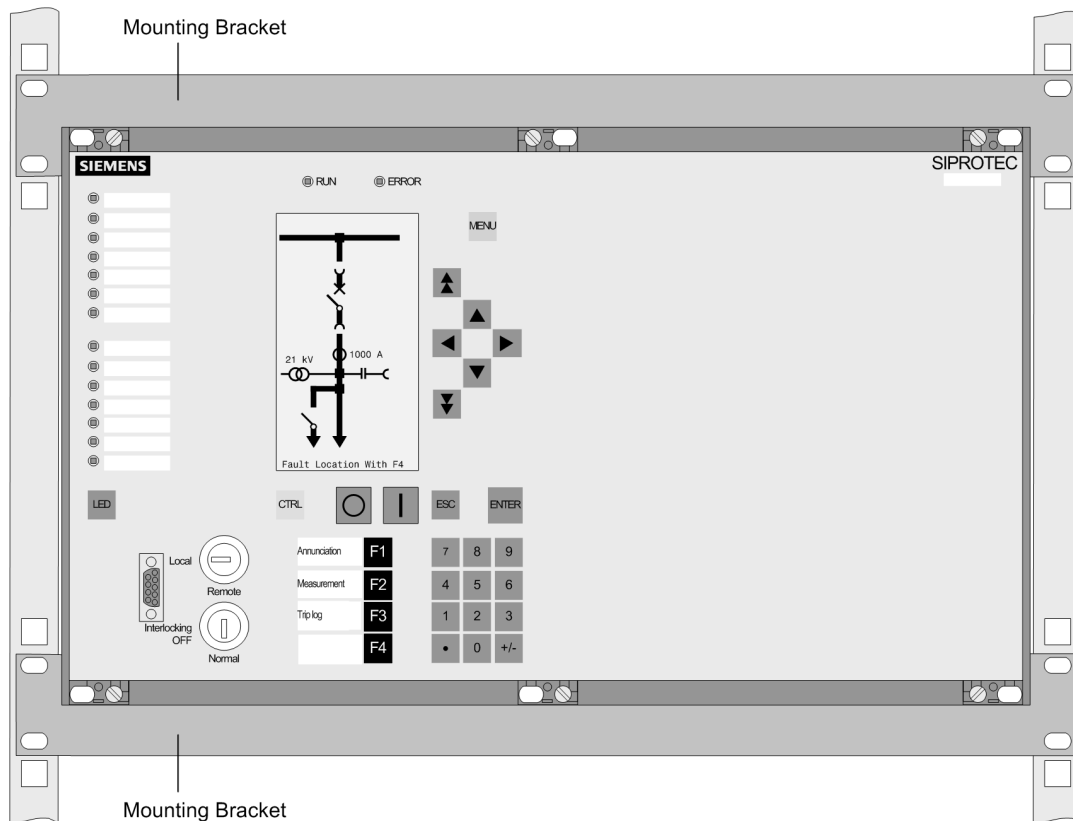 Mounting Bracket
SIEMENS
SIPROTEC
RUN
ERROR
MENU
21 kV
1000 A
Fault Location With F4
LED
CTRL
ESC
ENTER
Annunciation F1
7 8 9
Local
Remote
Measurement F2
4 5 6
Trip log F3
1 2 3
Interlocking
OFF
Normal
F4
• 0 +/-
Mounting Bracket